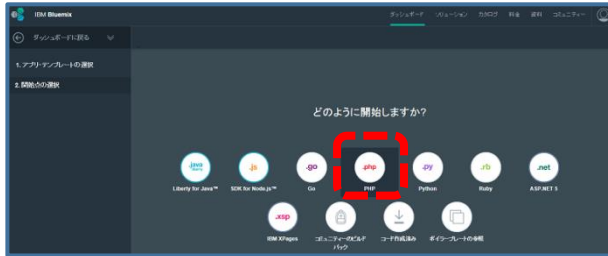 IBM Bluemix
ダッシュボード ソリューション カタログ 料金 資料 コミュニティー
ダッシュボードに戻る
1. アプリ・テンプレートの選択
2. 開始点の選択
どのように開始しますか?
java
.js
.go
.php
.py
.rb
.net
Liberty for Java™
SDK for Node.js™
Go
PHP
Python
Ruby
ASP.NET 5
.xsp
IBM XPages
コミュニティーのビルド
パック
コード作成済み
ボイラープレートの参照